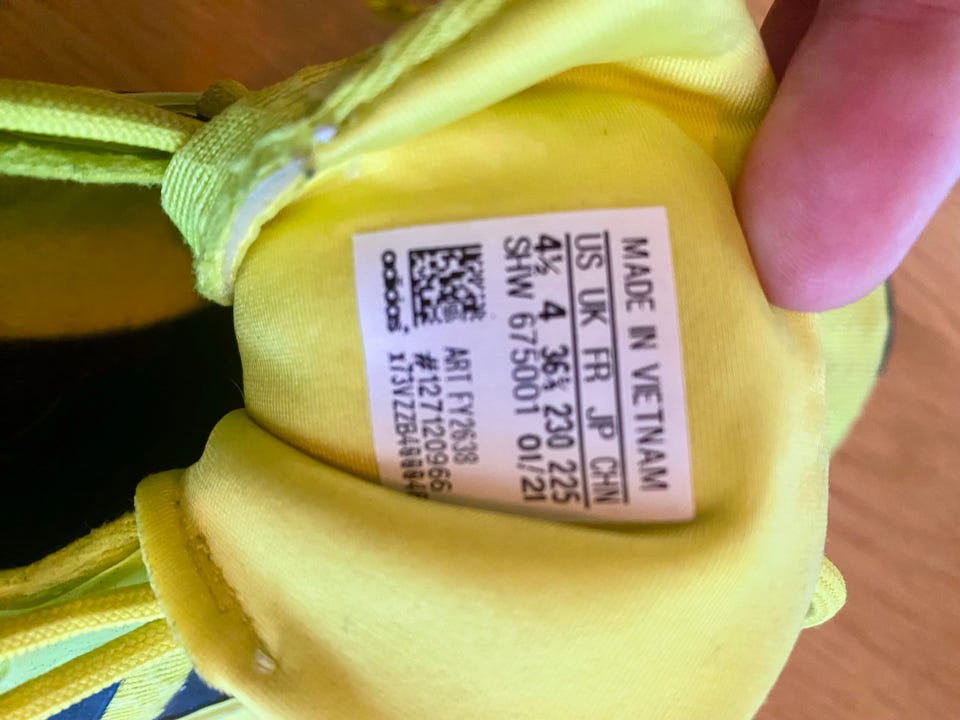 MADE IN VIETNAM
US UK FR JP CHN
4½ 4 36⅔ 230 225
SHW 675001 01/21
ART FY2638
#127120966
adidas